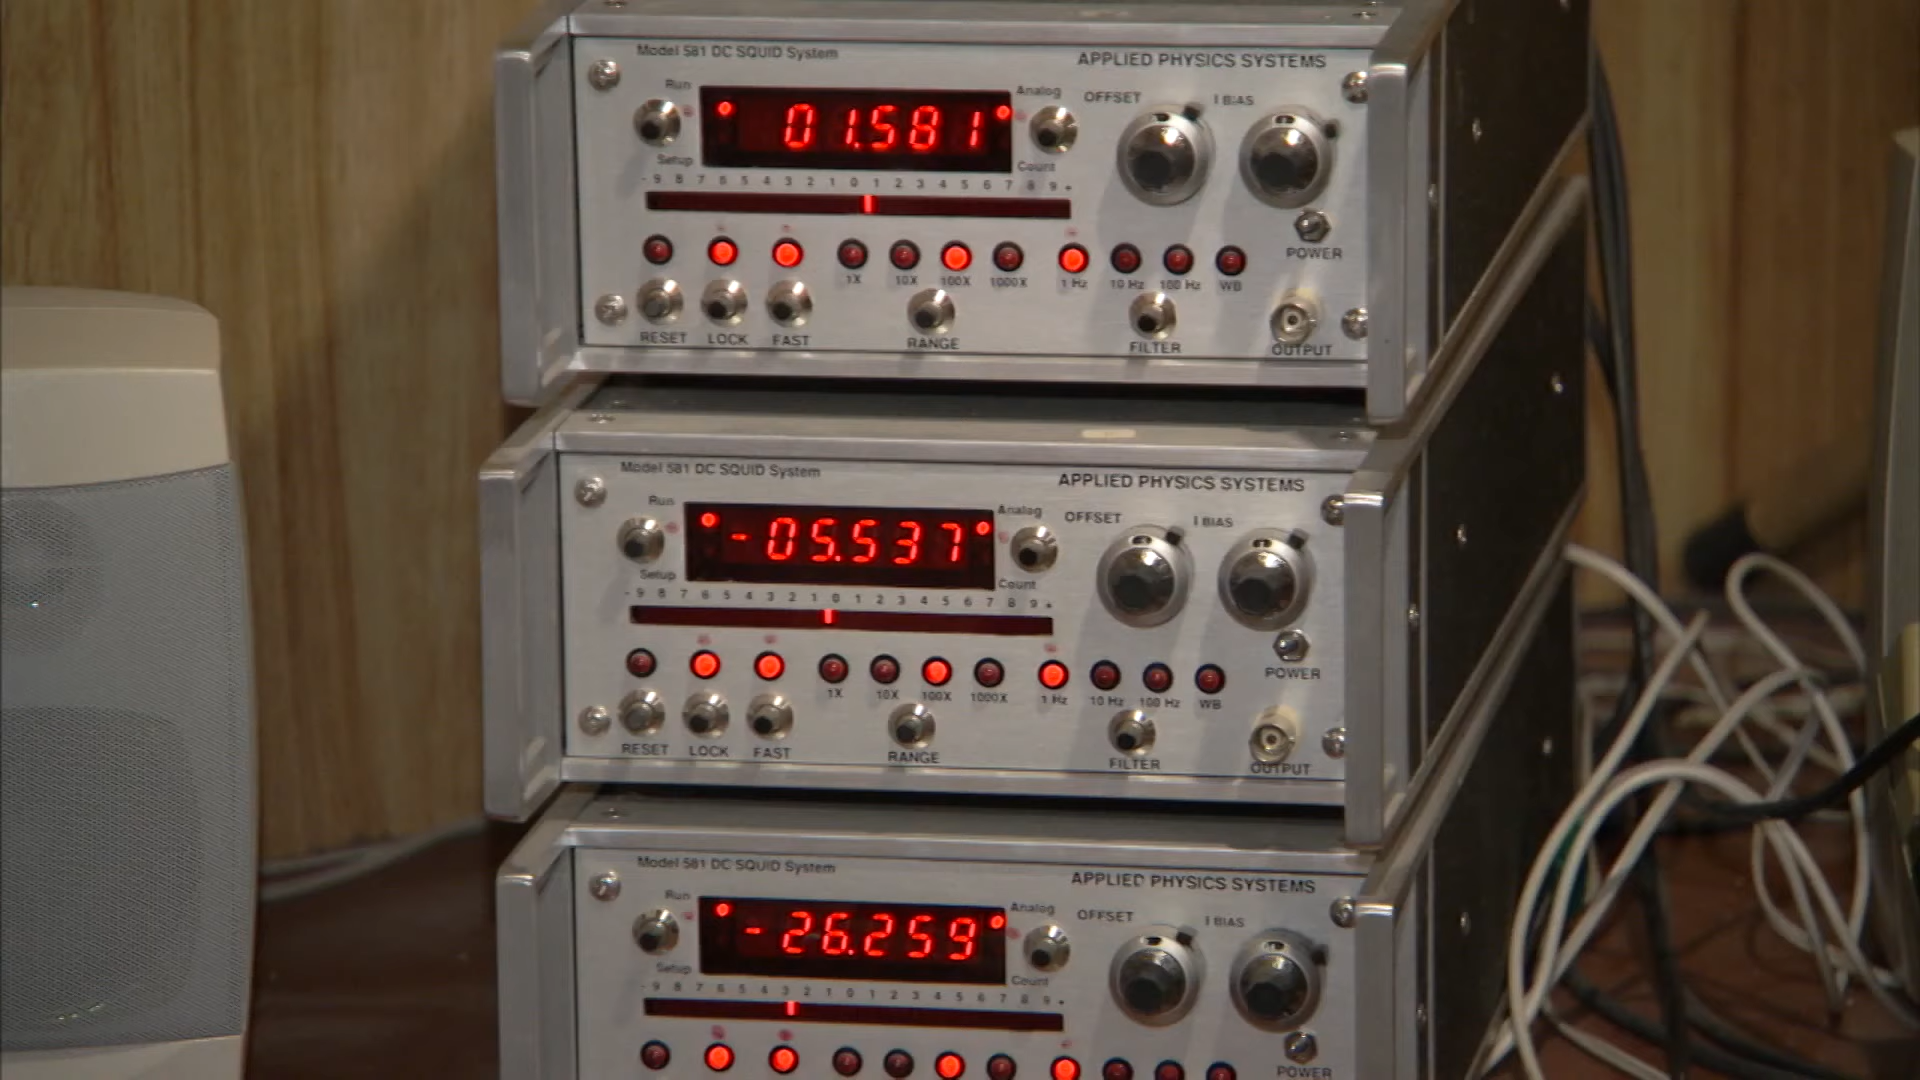 Model 581 DC SQUID System
APPLIED PHYSICS SYSTEMS
Run
Analog
OFFSET
I BIAS
01.581
Setup
Count
- 9 8 7 6 5 4 3 2 1 0 1 2 3 4 5 6 7 8 9 +
POWER
1X 10X 100X 1000X 1 Hz 10 Hz 100 Hz WB
RESET LOCK FAST RANGE FILTER OUTPUT
Model 581 DC SQUID System
APPLIED PHYSICS SYSTEMS
Run
Analog
OFFSET
I BIAS
-05.537
Setup
Count
- 9 8 7 6 5 4 3 2 1 0 1 2 3 4 5 6 7 8 9 +
POWER
1X 10X 100X 1000X 1 Hz 10 Hz 100 Hz WB
RESET LOCK FAST RANGE FILTER OUTPUT
Model 581 DC SQUID System
APPLIED PHYSICS SYSTEMS
Run
Analog
OFFSET
I BIAS
-26.259
Setup
Count
- 9 8 7 6 5 4 3 2 1 0 1 2 3 4 5 6 7 8 9 +
POWER